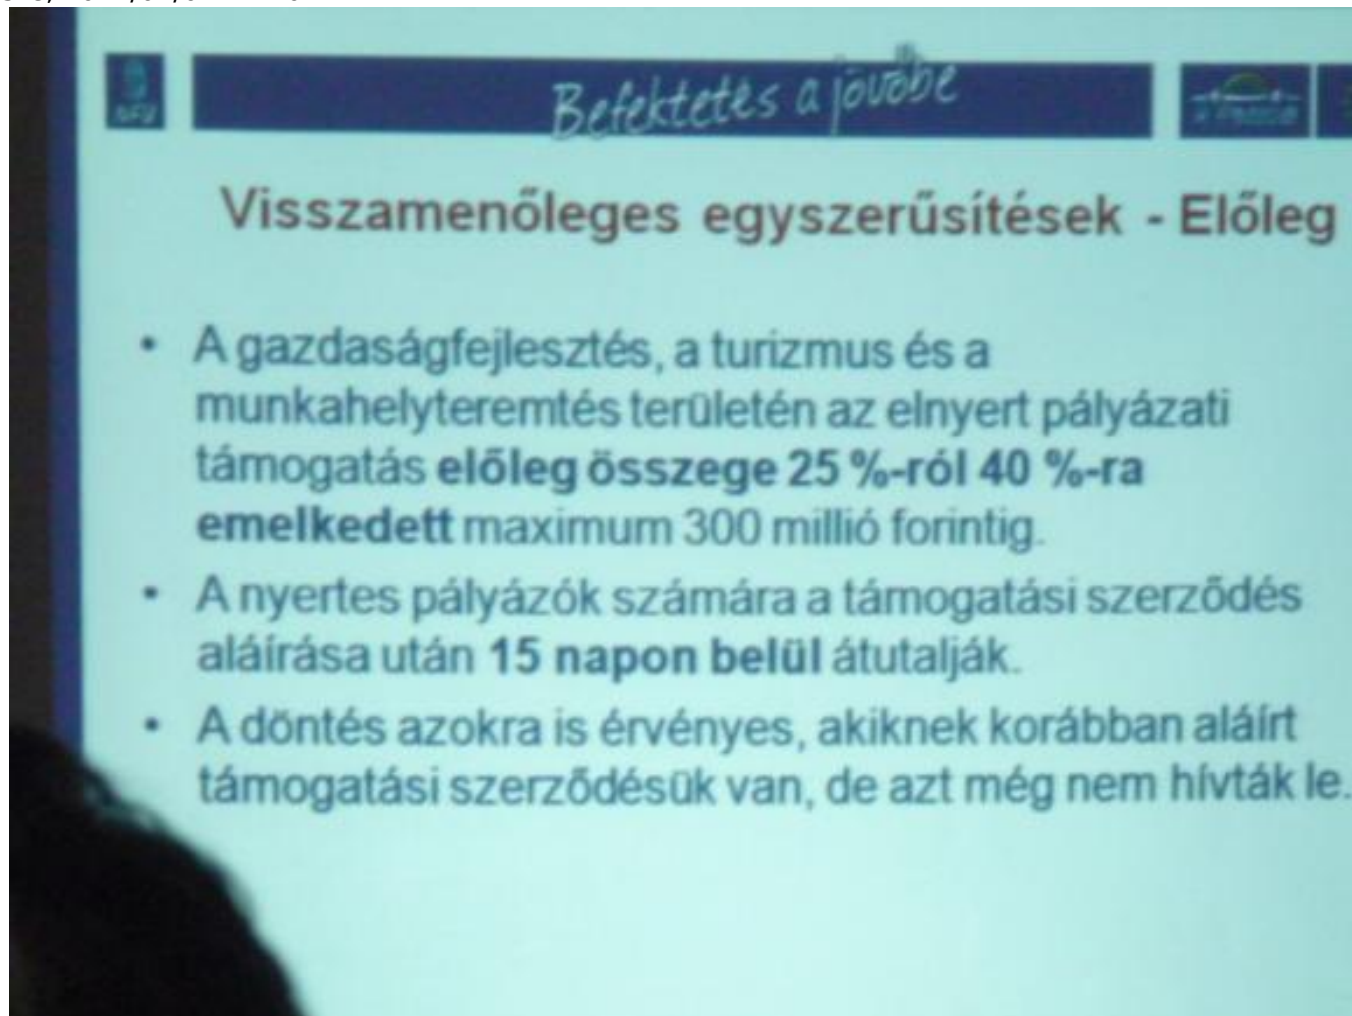 NFÜ
Befektetés a jövőbe
Visszamenőleges egyszerűsítések - Előleg
• A gazdaságfejlesztés, a turizmus és a
munkahelyteremtés területén az elnyert pályázati
támogatás előleg összege 25 %-ról 40 %-ra
emelkedett maximum 300 millió forintig.
• A nyertes pályázók számára a támogatási szerződés
aláírása után 15 napon belül átutalják.
• A döntés azokra is érvényes, akiknek korábban aláírt
támogatási szerződésük van, de azt még nem hívták le.